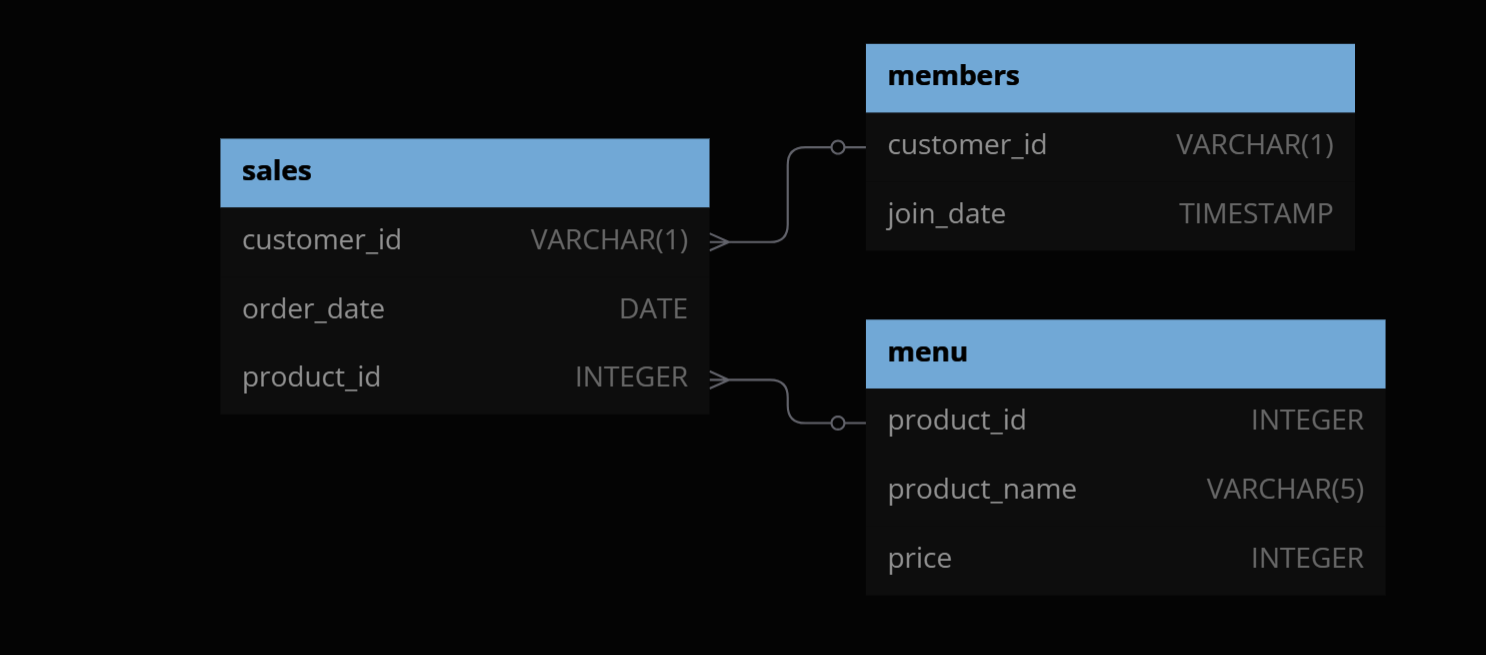 sales
customer_id VARCHAR(1)
order_date DATE
product_id INTEGER
members
customer_id VARCHAR(1)
join_date TIMESTAMP
menu
product_id INTEGER
product_name VARCHAR(5)
price INTEGER